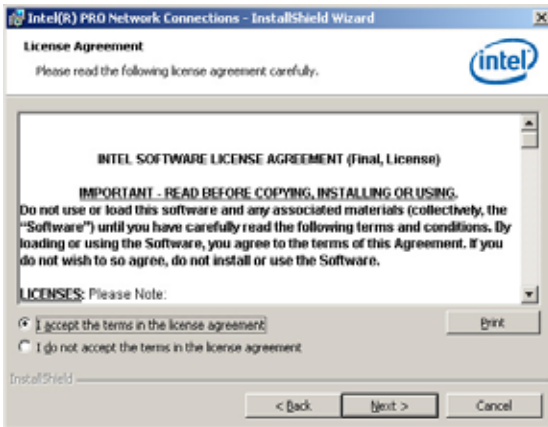 Intel(R) PRO Network Connections - InstallShield Wizard
License Agreement
Please read the following license agreement carefully.
intel
INTEL SOFTWARE LICENSE AGREEMENT (Final, License)
IMPORTANT - READ BEFORE COPYING, INSTALLING OR USING.
Do not use or load this software and any associated materials (collectively, the
“Software”) until you have carefully read the following terms and conditions. By
loading or using the Software, you agree to the terms of this Agreement. If you
do not wish to so agree, do not install or use the Software.
LICENSES: Please Note:
I accept the terms in the license agreement
Print
I do not accept the terms in the license agreement
InstallShield
< Back
Next >
Cancel